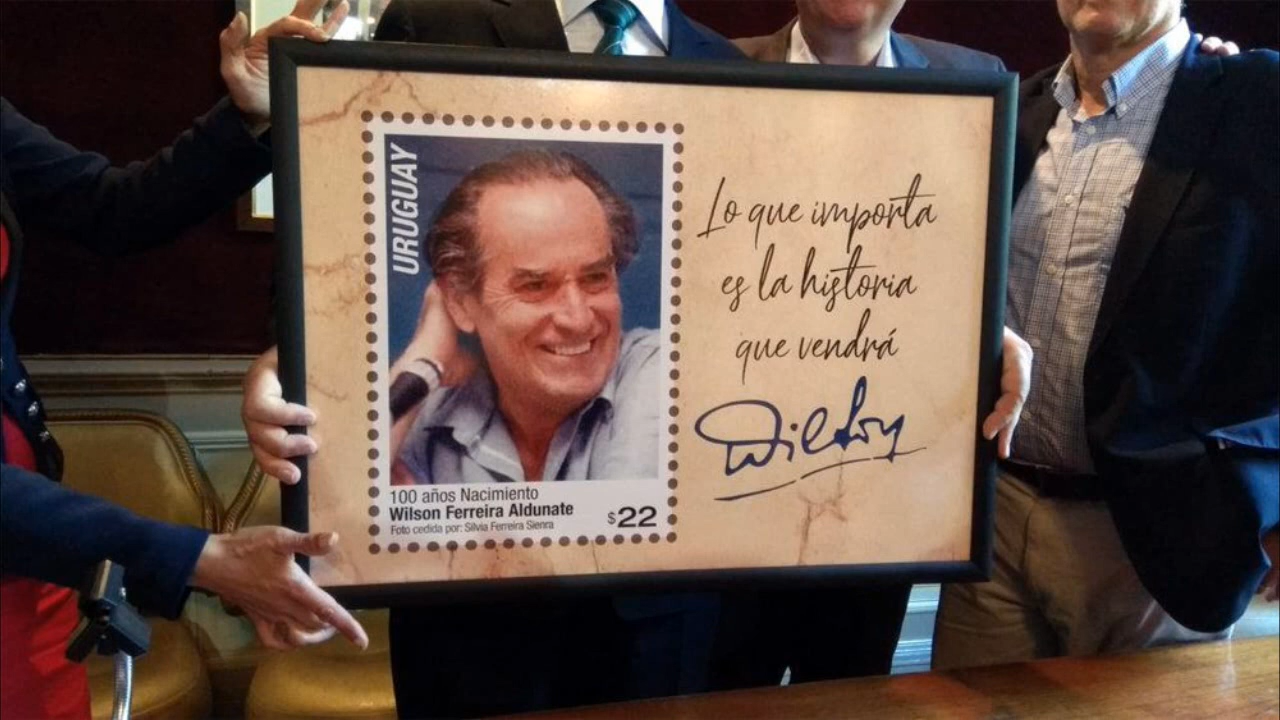 URUGUAY
100 años Nacimiento
Wilson Ferreira Aldunate
Foto cedida por: Silvia Ferreira Sienra
$22
Lo que importa
es la historia
que vendrá
Wilson